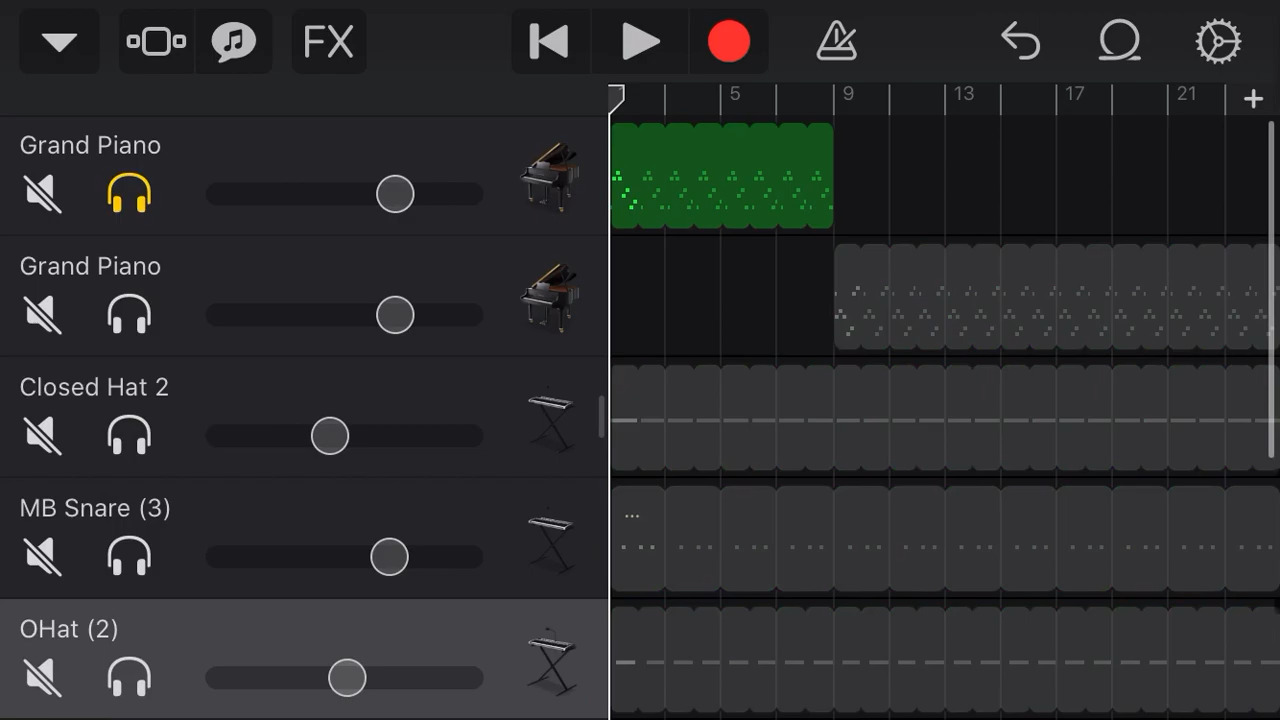 FX
5 9 13 17 21 +
Grand Piano
Grand Piano
Closed Hat 2
MB Snare (3)
...
OHat (2)